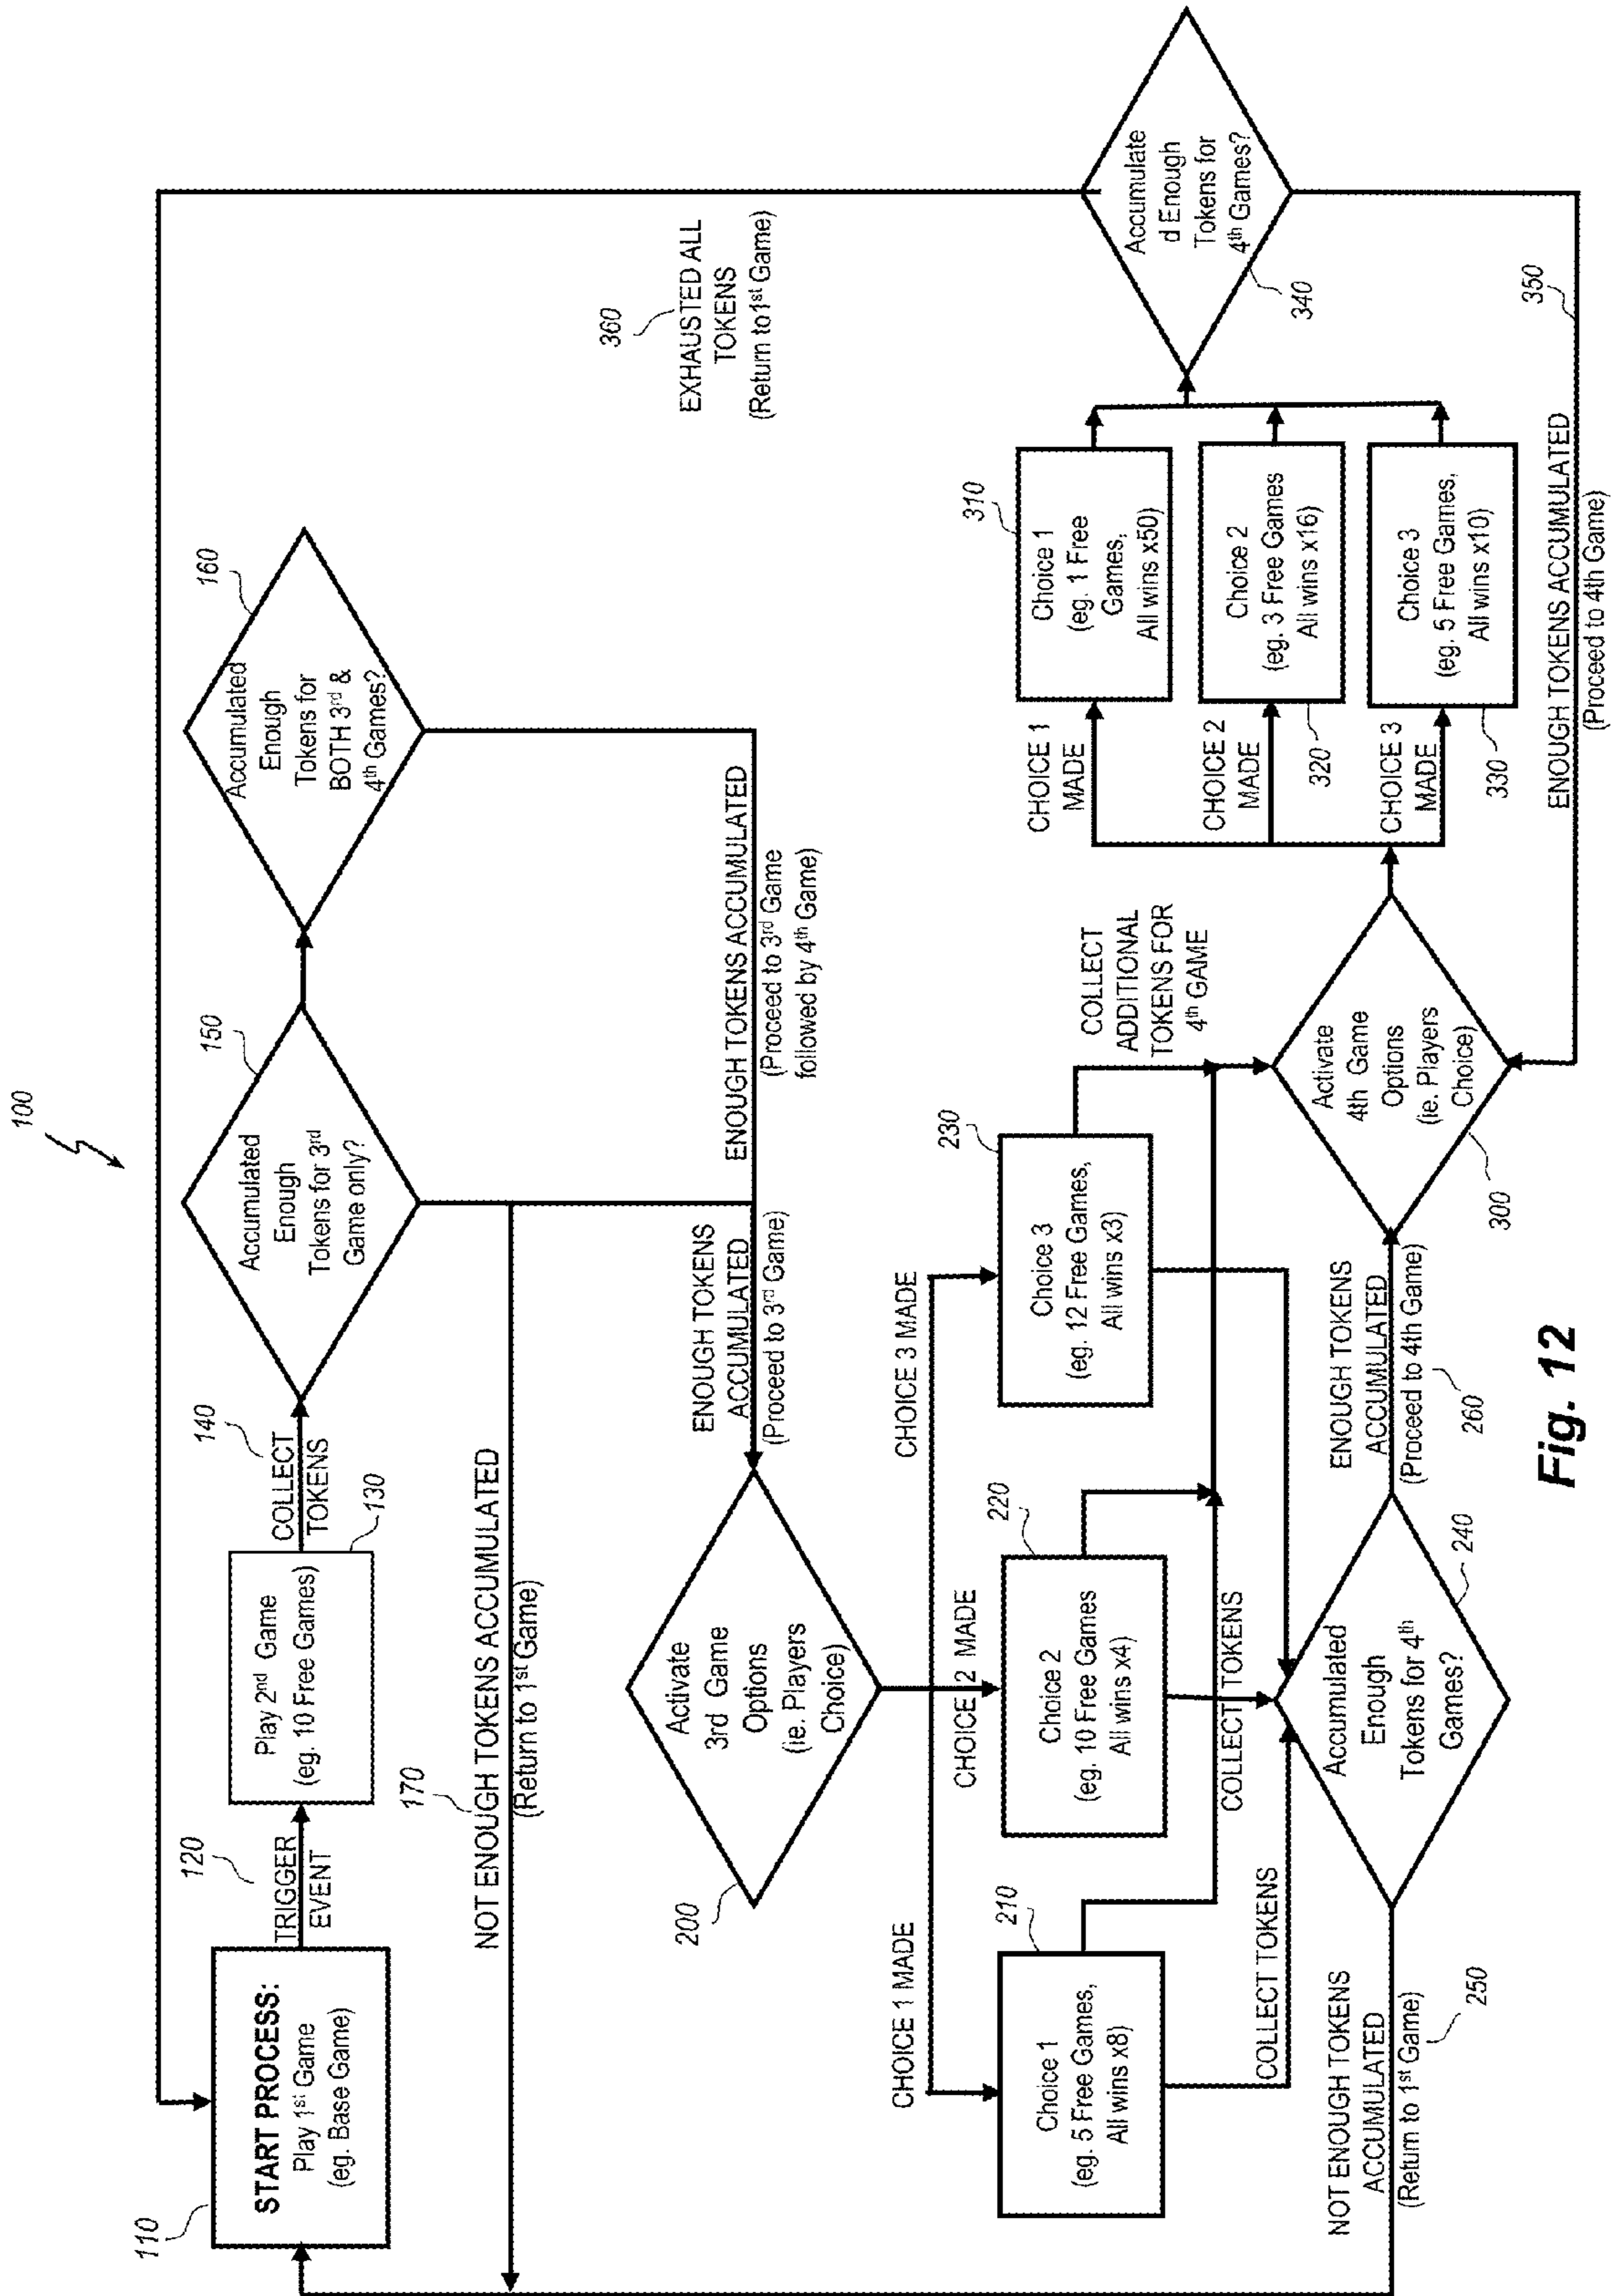 100
110
START PROCESS:
Play 1st Game
(eg. Base Game)
120
TRIGGER
EVENT
Play 2nd Game
(eg. 10 Free Games)
130
140
COLLECT
TOKENS
150
Accumulated
Enough
Tokens for 3rd
Game only?
160
Accumulated
Enough
Tokens for
BOTH 3rd &
4th Games?
360
EXHAUSTED ALL
TOKENS
(Return to 1st Game)
170
NOT ENOUGH TOKENS ACCUMULATED
(Return to 1st Game)
ENOUGH TOKENS ACCUMULATED
(Proceed to 3rd Game
followed by 4th Game)
ENOUGH TOKENS
ACCUMULATED
(Proceed to 3rd Game)
200
Activate
3rd Game
Options
(ie. Players
Choice)
CHOICE 1 MADE
CHOICE 2 MADE
CHOICE 3 MADE
210
Choice 1
(eg. 5 Free Games,
All wins x8)
220
Choice 2
(eg. 10 Free Games
All wins x4)
230
Choice 3
(eg. 12 Free Games,
All wins x3)
COLLECT TOKENS
COLLECT TOKENS
COLLECT
ADDITIONAL
TOKENS FOR
4th GAME
240
Accumulated
Enough
Tokens for 4th
Games?
NOT ENOUGH TOKENS
ACCUMULATED
(Return to 1st Game)
250
ENOUGH TOKENS
ACCUMULATED
(Proceed to 4th Game)
260
300
Activate
4th Game
Options
(ie. Players
Choice)
CHOICE 1
MADE
CHOICE 2
MADE
CHOICE 3
MADE
310
Choice 1
(eg. 1 Free
Games,
All wins x50)
320
Choice 2
(eg. 3 Free Games
All wins x16)
330
Choice 3
(eg. 5 Free Games,
All wins x10)
340
Accumulate
d Enough
Tokens for
4th Games?
350
ENOUGH TOKENS ACCUMULATED
(Proceed to 4th Game)
Fig. 12